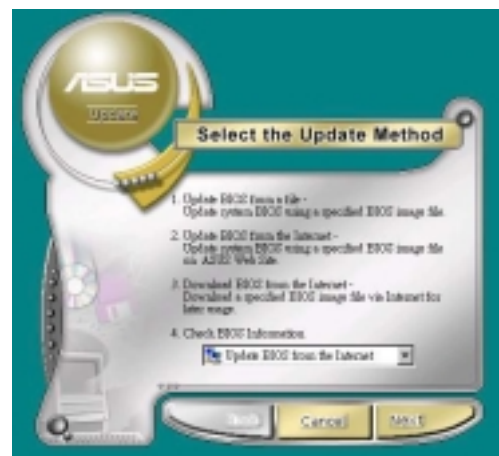 ASUS
Update
Select the Update Method
1. Update BIOS from a file -
Update system BIOS using a specified BIOS image file.
2. Update BIOS from the Internet -
Update system BIOS using a specified BIOS image file
via ASUS Web Site.
3. Download BIOS from the Internet -
Download a specified BIOS image file via Internet for
later usage.
4. Check BIOS Information.
Update BIOS from the Internet
Cancel
Next